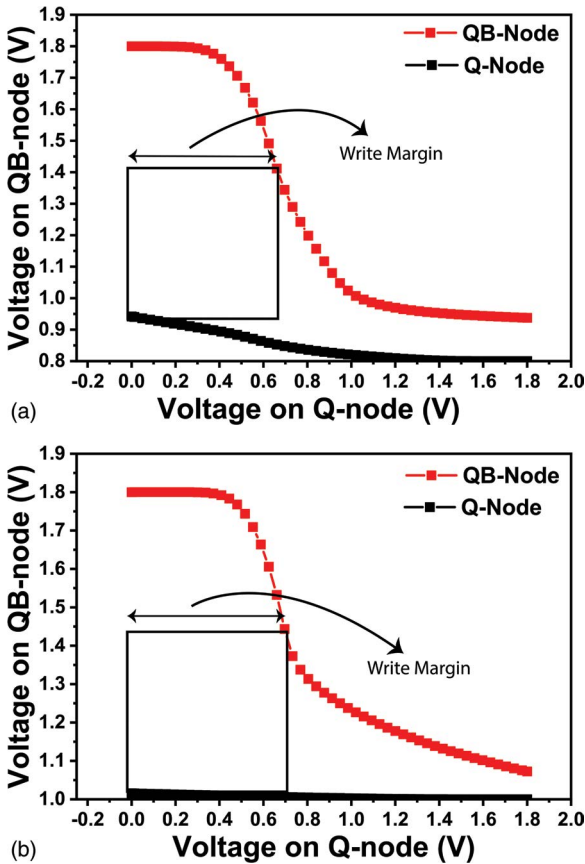 QB-Node
Q-Node
Write Margin
Voltage on QB-node (V)
1.9
1.8
1.7
1.6
1.5
1.4
1.3
1.2
1.1
1.0
0.9
0.8
-0.2 0.0 0.2 0.4 0.6 0.8 1.0 1.2 1.4 1.6 1.8 2.0
(a)
Voltage on Q-node (V)
QB-Node
Q-Node
Write Margin
Voltage on QB-node (V)
1.9
1.8
1.7
1.6
1.5
1.4
1.3
1.2
1.1
1.0
-0.2 0.0 0.2 0.4 0.6 0.8 1.0 1.2 1.4 1.6 1.8 2.0
(b)
Voltage on Q-node (V)